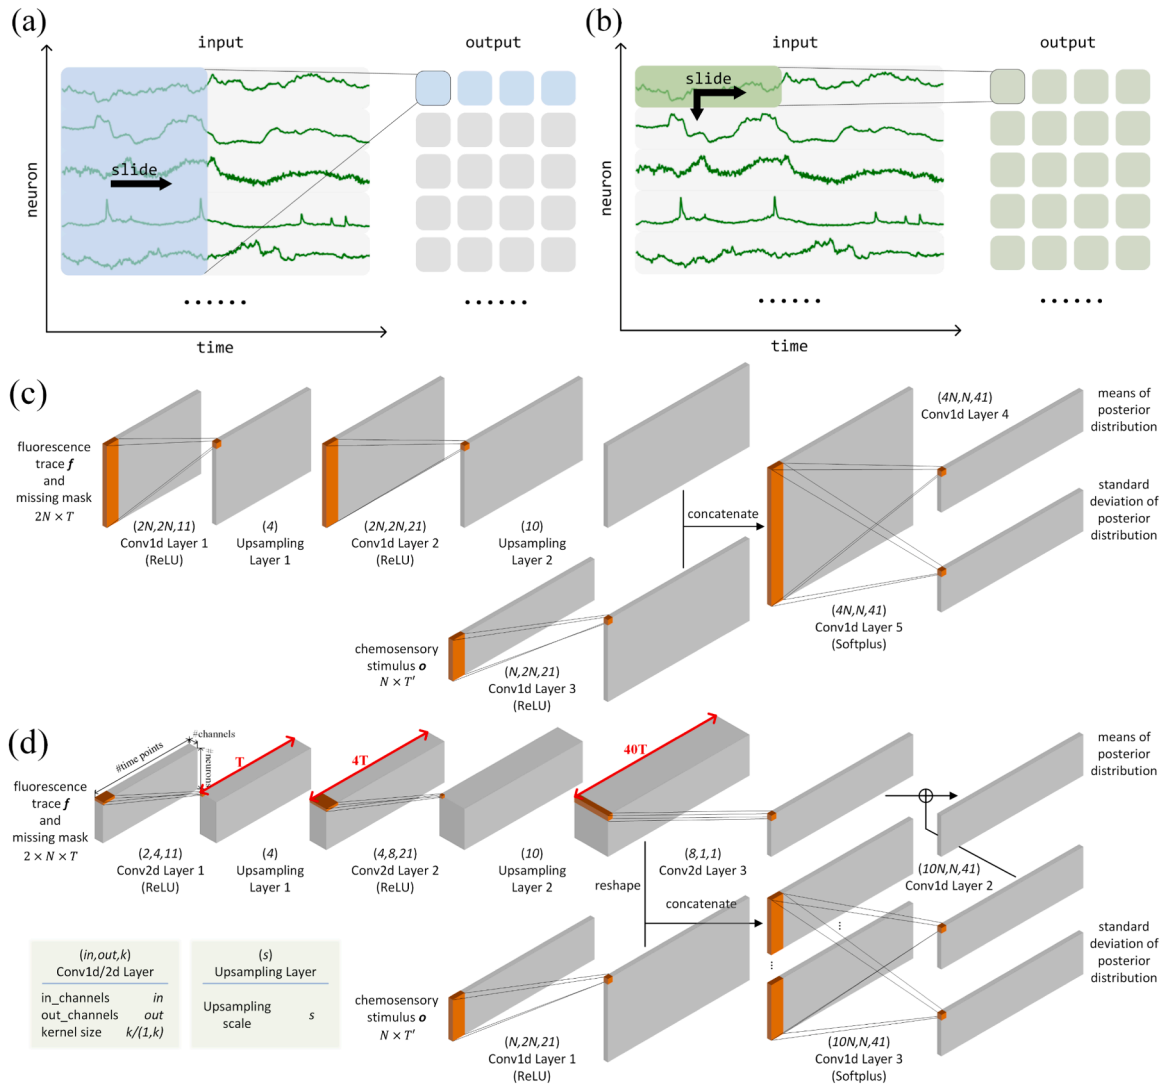 (a)
input
output
slide
neuron
......
......
time
(b)
input
output
slide
neuron
......
......
time
(c)
fluorescence
trace f
and
missing mask
2N × T
(2N,2N,11)
Conv1d Layer 1
(ReLU)
(4)
Upsampling
Layer 1
(2N,2N,21)
Conv1d Layer 2
(ReLU)
(10)
Upsampling
Layer 2
concatenate
(4N,N,41)
Conv1d Layer 4
means of
posterior
distribution
standard
deviation of
posterior
distribution
(4N,N,41)
Conv1d Layer 5
(Softplus)
chemosensory
stimulus o
N × T′
(N,2N,21)
Conv1d Layer 3
(ReLU)
(d)
#time points
#channels
#neurons
T
4T
40T
fluorescence
trace f
and
missing mask
2 × N × T
(2,4,11)
Conv2d Layer 1
(ReLU)
(4)
Upsampling
Layer 1
(4,8,21)
Conv2d Layer 2
(ReLU)
(10)
Upsampling
Layer 2
reshape
(8,1,1)
Conv2d Layer 3
concatenate
means of
posterior
distribution
(10N,N,41)
Conv1d Layer 2
...
...
standard
deviation of
posterior
distribution
(10N,N,41)
Conv1d Layer 3
(Softplus)
chemosensory
stimulus o
N × T′
(N,2N,21)
Conv1d Layer 1
(ReLU)
(in,out,k)
Conv1d/2d Layer
in_channels in
out_channels out
kernel size k/(1,k)
(s)
Upsampling Layer
Upsampling
scale s